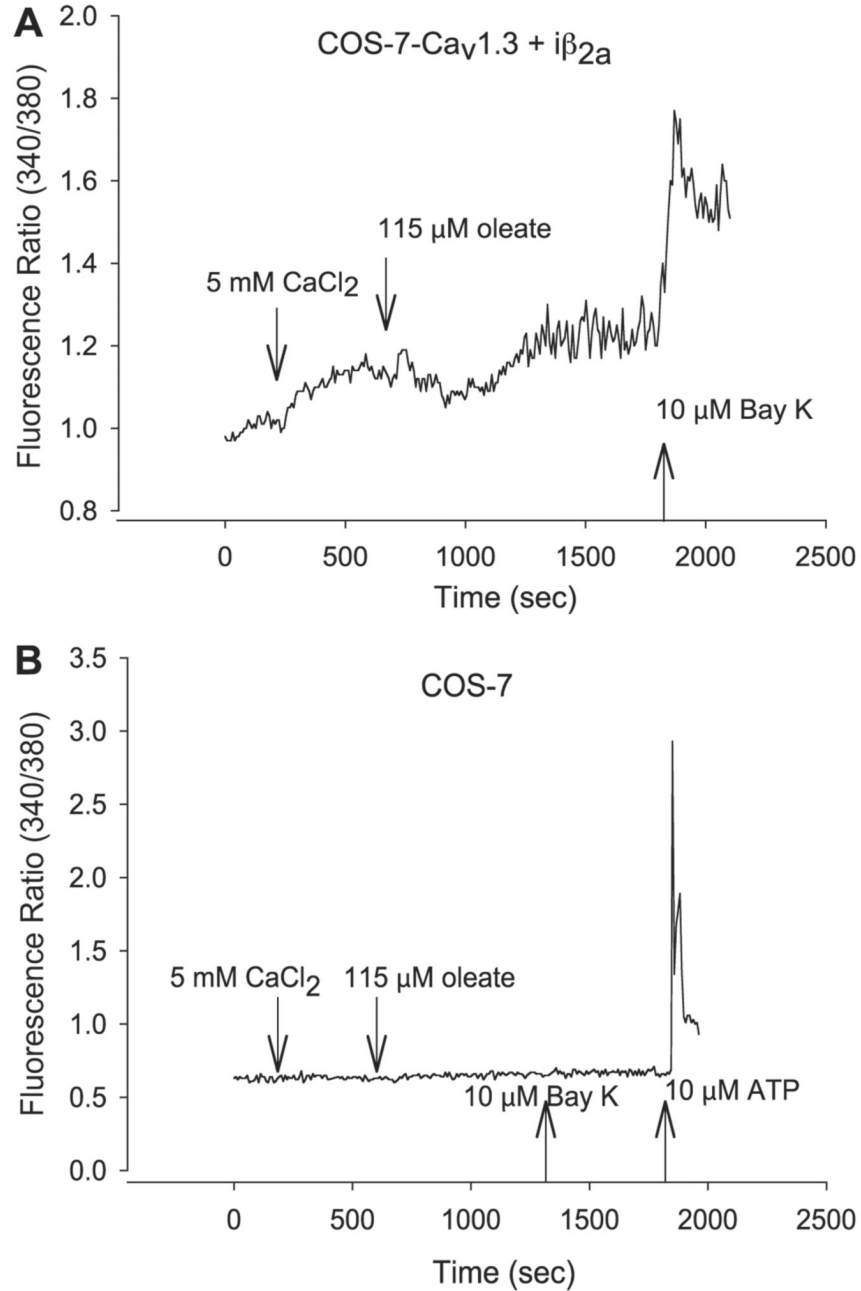 A
COS-7-Cav1.3 + iβ2a
Fluorescence Ratio (340/380)
2.0
1.8
1.6
1.4
1.2
1.0
0.8
115 μM oleate
5 mM CaCl2
10 μM Bay K
0 500 1000 1500 2000 2500
Time (sec)
B
COS-7
Fluorescence Ratio (340/380)
3.5
3.0
2.5
2.0
1.5
1.0
0.5
0.0
5 mM CaCl2 115 μM oleate
10 μM Bay K 10 μM ATP
0 500 1000 1500 2000 2500
Time (sec)